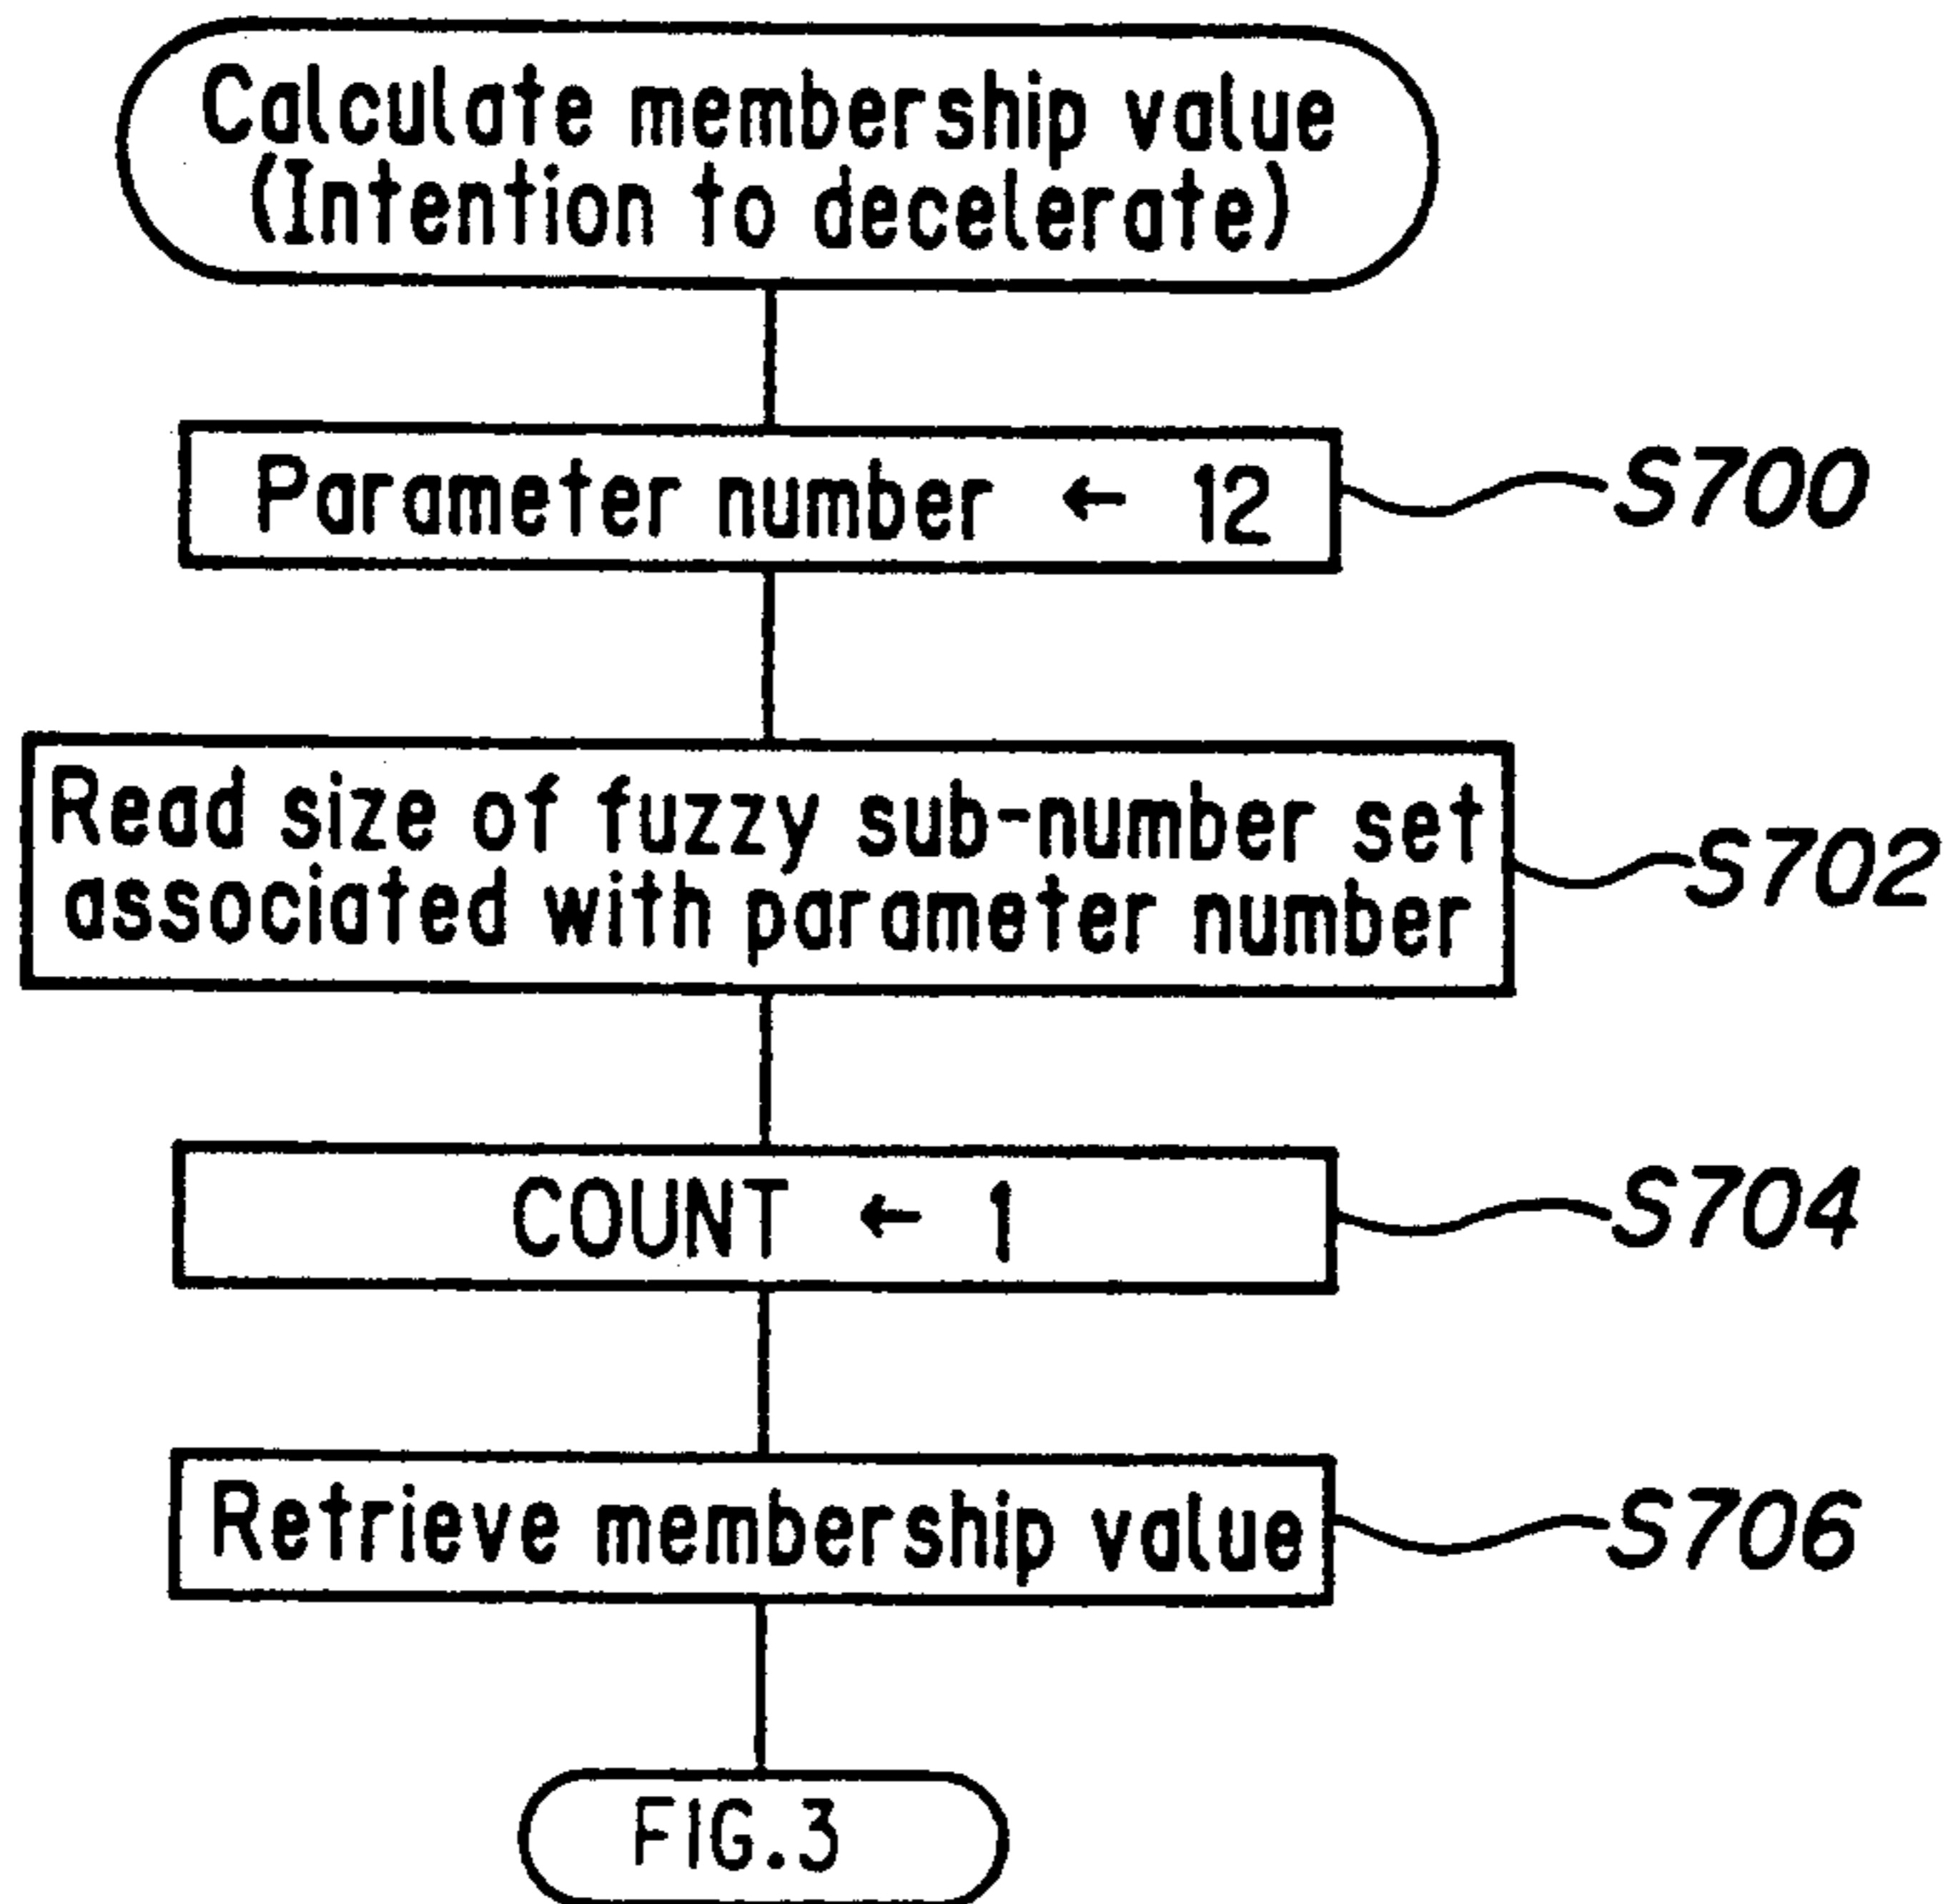 Calculate membership value
(Intention to decelerate)
Parameter number ← 12
S700
Read size of fuzzy sub-number set
associated with parameter number
S702
COUNT ← 1
S704
Retrieve membership value
S706
FIG.3